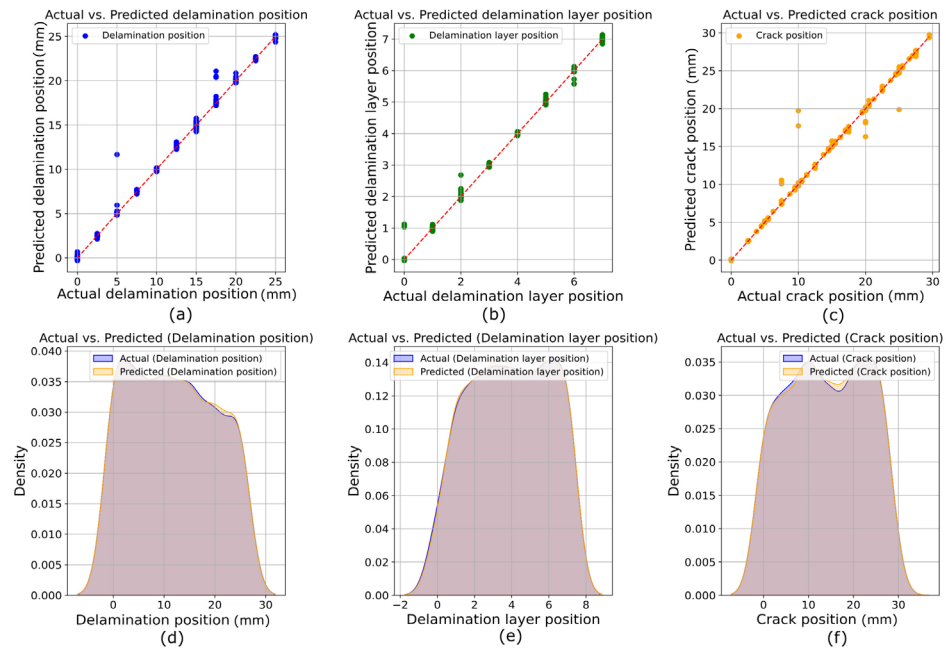 Actual vs. Predicted delamination position
Delamination position
Predicted delamination position(mm)
25
20
15
10
5
0
0 5 10 15 20 25
Actual delamination position (mm)
(a)
Actual vs. Predicted delamination layer position
Delamination layer position
Predicted delamination layer position
7
6
5
4
3
2
1
0
0 1 2 3 4 5 6 7
Actual delamination layer position
(b)
Actual vs. Predicted crack position
Crack position
Predicted crack position (mm)
30
25
20
15
10
5
0
0 10 20 30
Actual crack position (mm)
(c)
Actual vs. Predicted (Delamination position)
Actual (Delamination position)
Predicted (Delamination position)
Density
0.040
0.035
0.030
0.025
0.020
0.015
0.010
0.005
0.000
0 10 20 30
Delamination position (mm)
(d)
Actual vs. Predicted (Delamination layer position)
Actual (Delamination layer position)
Predicted (Delamination layer position)
Density
0.14
0.12
0.10
0.08
0.06
0.04
0.02
0.00
−2 0 2 4 6 8
Delamination layer position
(e)
Actual vs. Predicted (Crack position)
Actual (Crack position)
Predicted (Crack position)
Density
0.035
0.030
0.025
0.020
0.015
0.010
0.005
0.000
0 10 20 30
Crack position (mm)
(f)